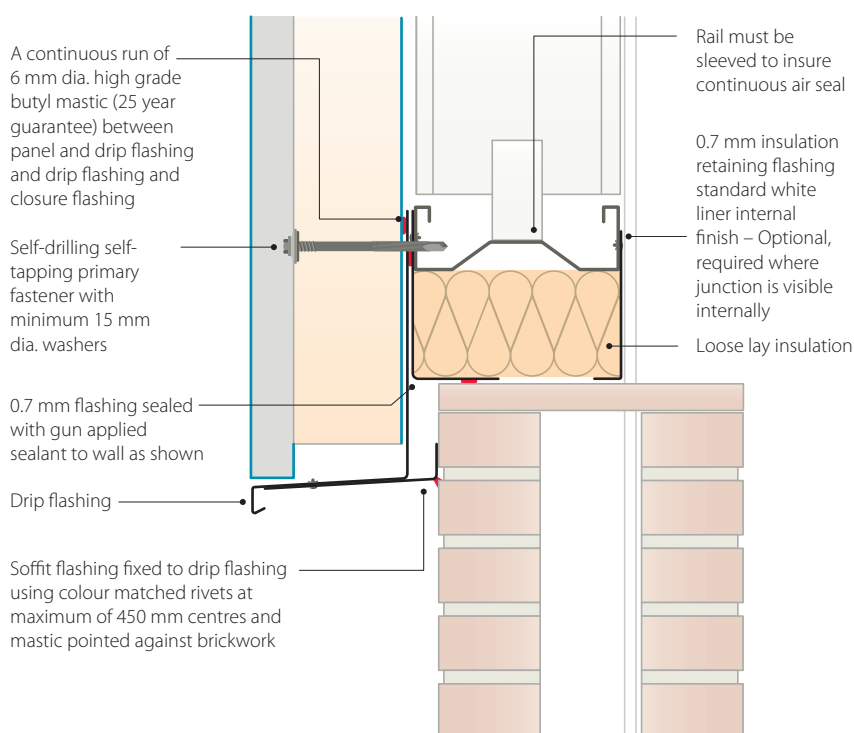 A continuous run of
6 mm dia. high grade
butyl mastic (25 year
guarantee) between
panel and drip flashing
and drip flashing and
closure flashing
Self-drilling self-
tapping primary
fastener with
minimum 15 mm
dia. washers
0.7 mm flashing sealed
with gun applied
sealant to wall as shown
Drip flashing
Soffit flashing fixed to drip flashing
using colour matched rivets at
maximum of 450 mm centres and
mastic pointed against brickwork
Rail must be
sleeved to insure
continuous air seal
0.7 mm insulation
retaining flashing
standard white
liner internal
finish – Optional,
required where
junction is visible
internally
Loose lay insulation